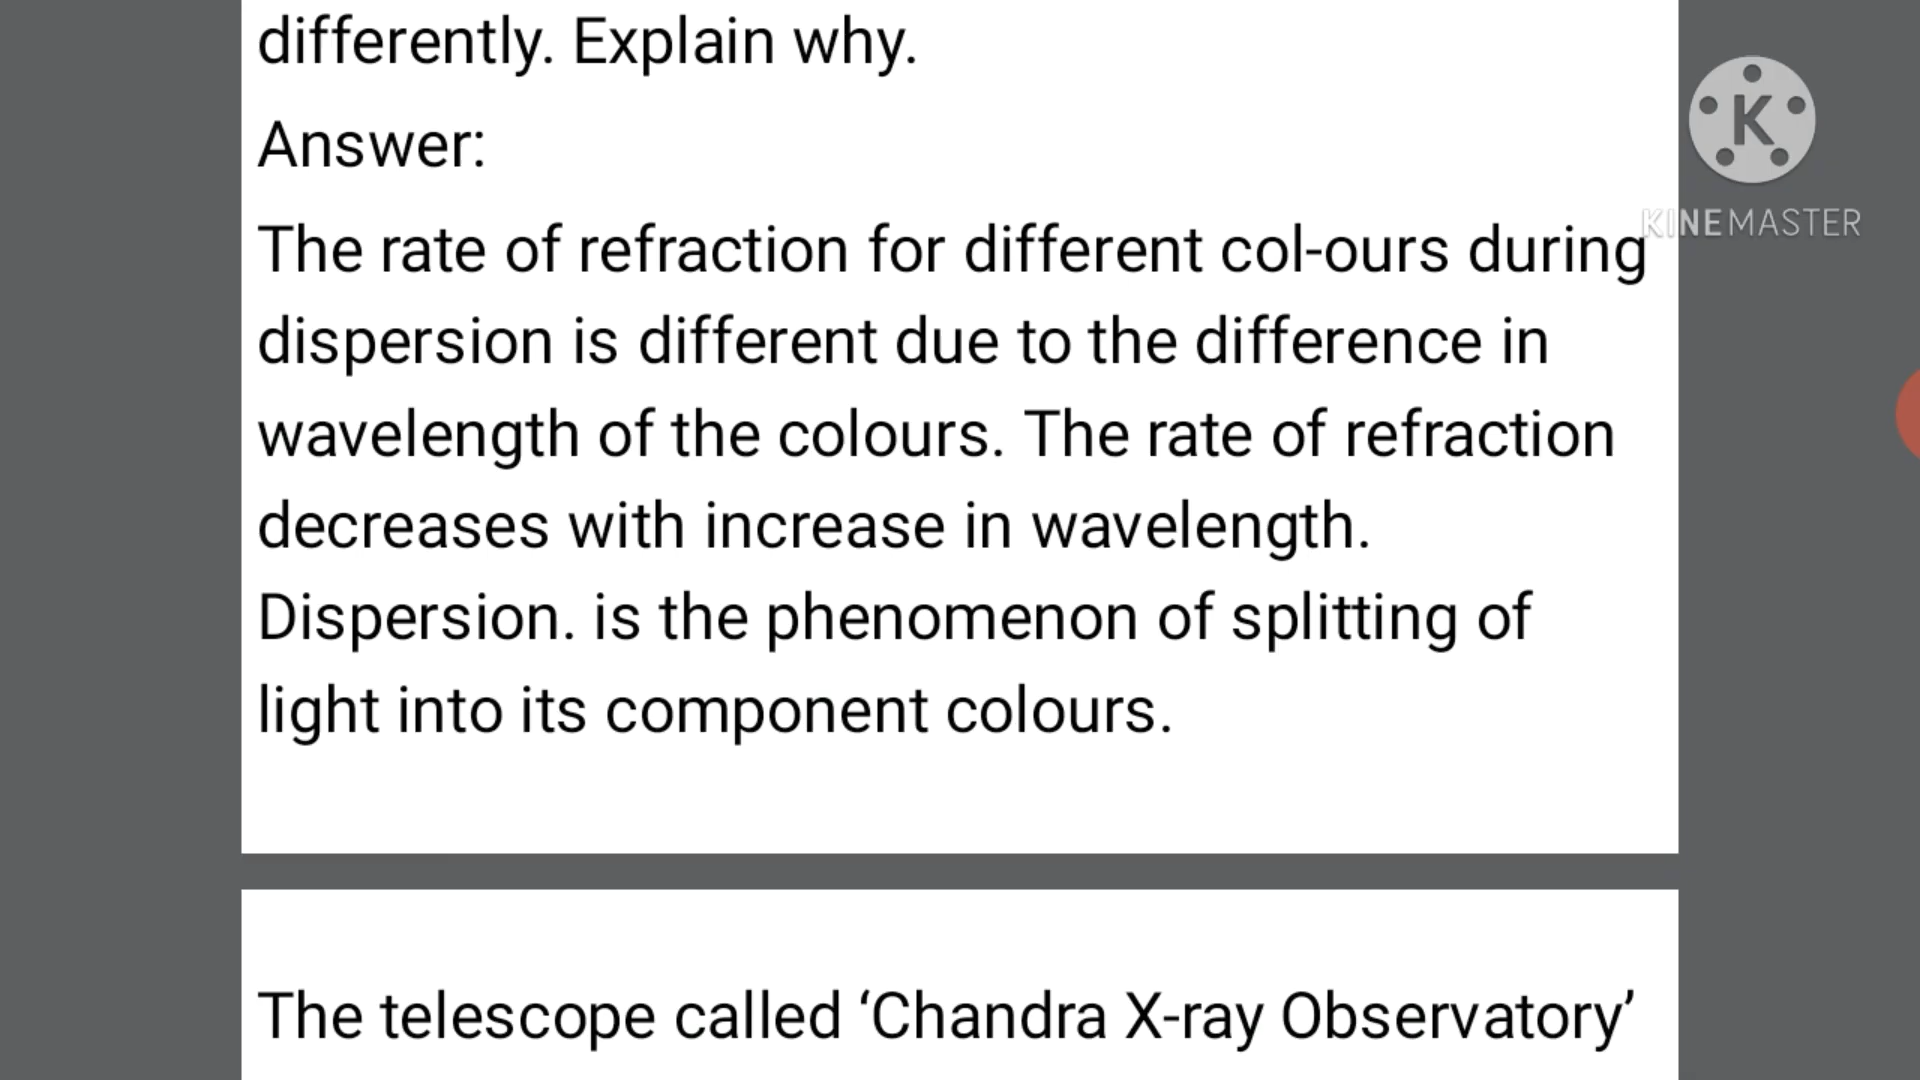 differently. Explain why.
Answer:
The rate of refraction for different col-ours during
dispersion is different due to the difference in
wavelength of the colours. The rate of refraction
decreases with increase in wavelength.
Dispersion. is the phenomenon of splitting of
light into its component colours.
The telescope called ‘Chandra X-ray Observatory’
K
KINEMASTER